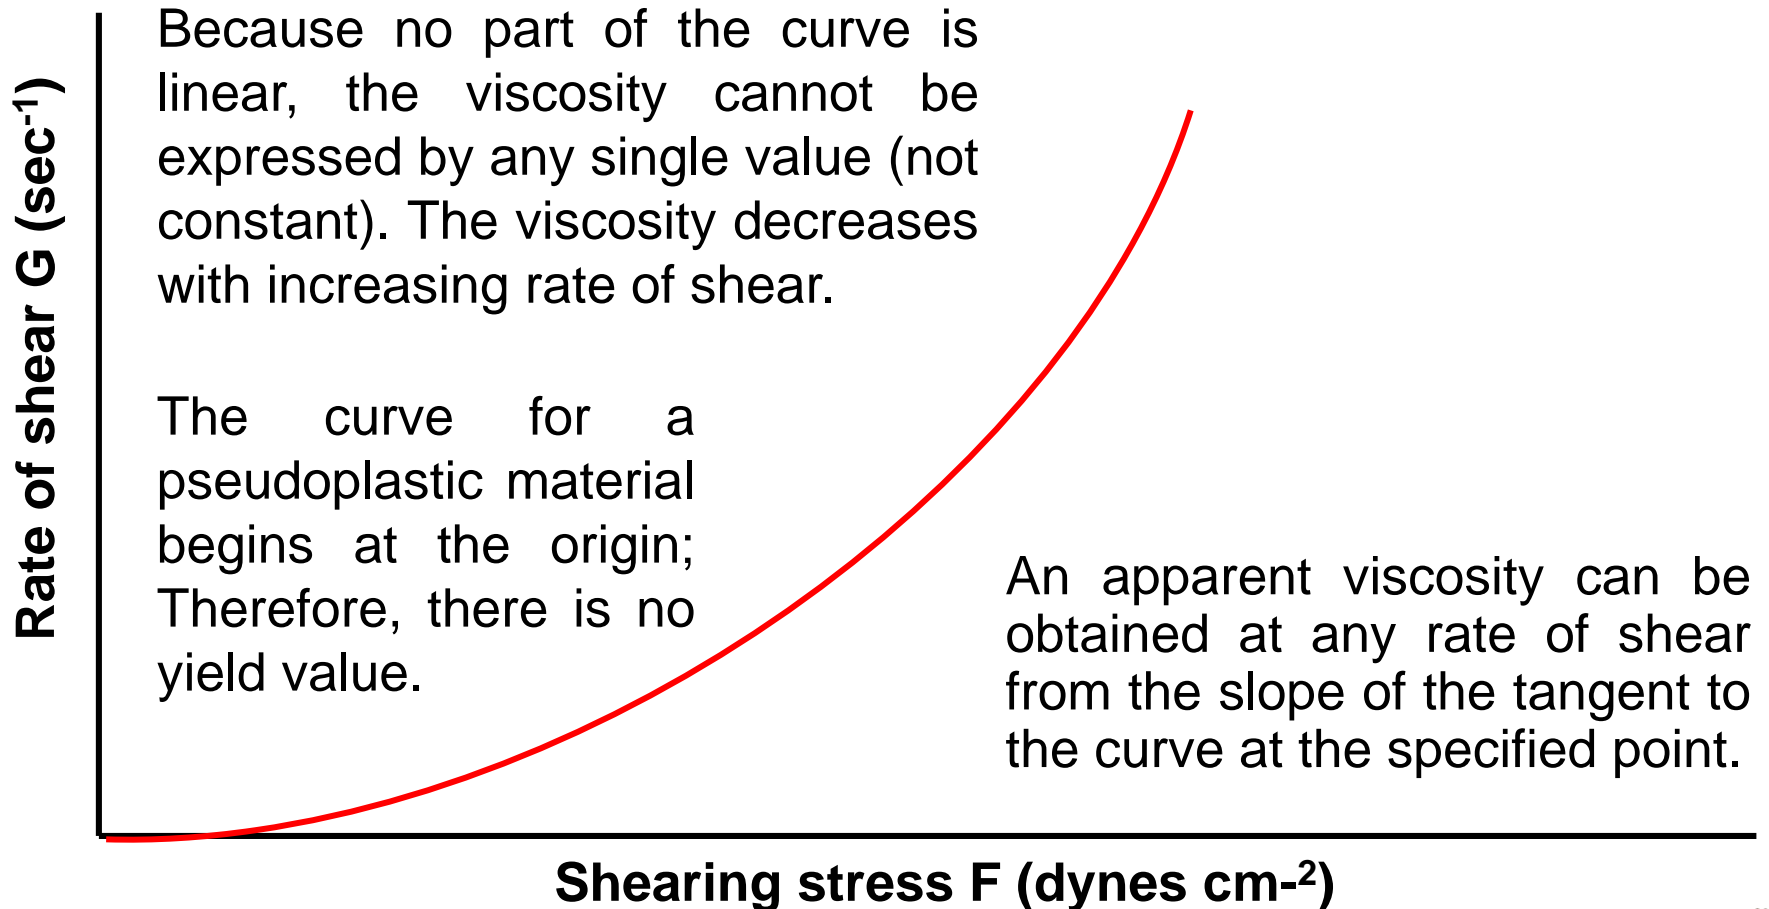 Because no part of the curve is
linear, the viscosity cannot be
expressed by any single value (not
constant). The viscosity decreases
with increasing rate of shear.
The curve for a
pseudoplastic material
begins at the origin;
Therefore, there is no
yield value.
An apparent viscosity can be
obtained at any rate of shear
from the slope of the tangent to
the curve at the specified point.
Rate of shear G (sec⁻¹)
Shearing stress F (dynes cm-²)